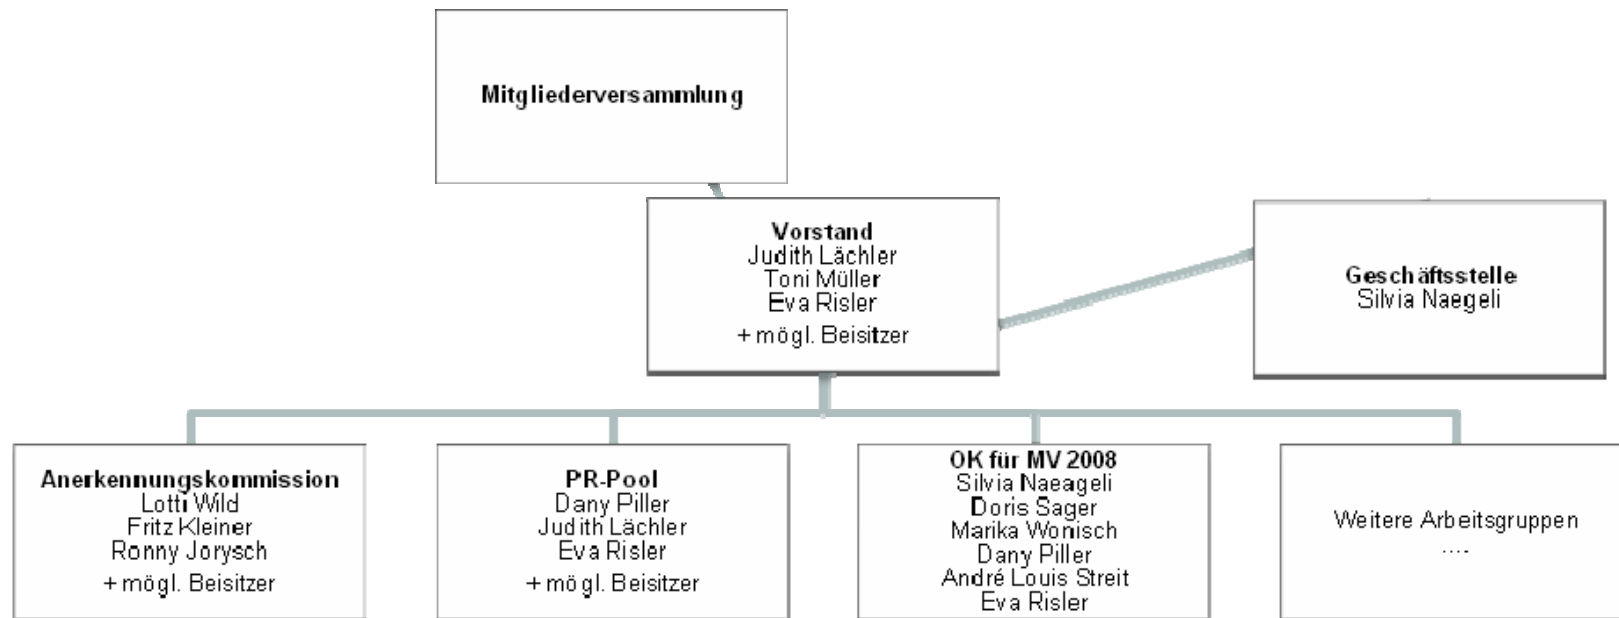 Mitgliederversammlung
Vorstand
Judith Lächler
Toni Müller
Eva Risler
+ mögl. Beisitzer
Geschäftsstelle
Silvia Naegeli
Anerkennungskommission
Lotti Wild
Fritz Kleiner
Ronny Jorysch
+ mögl. Beisitzer
PR-Pool
Dany Piller
Judith Lächler
Eva Risler
+ mögl. Beisitzer
OK für MV 2008
Silvia Naeageli
Doris Sager
Marika Wonisch
Dany Piller
André Louis Streit
Eva Risler
Weitere Arbeitsgruppen
....